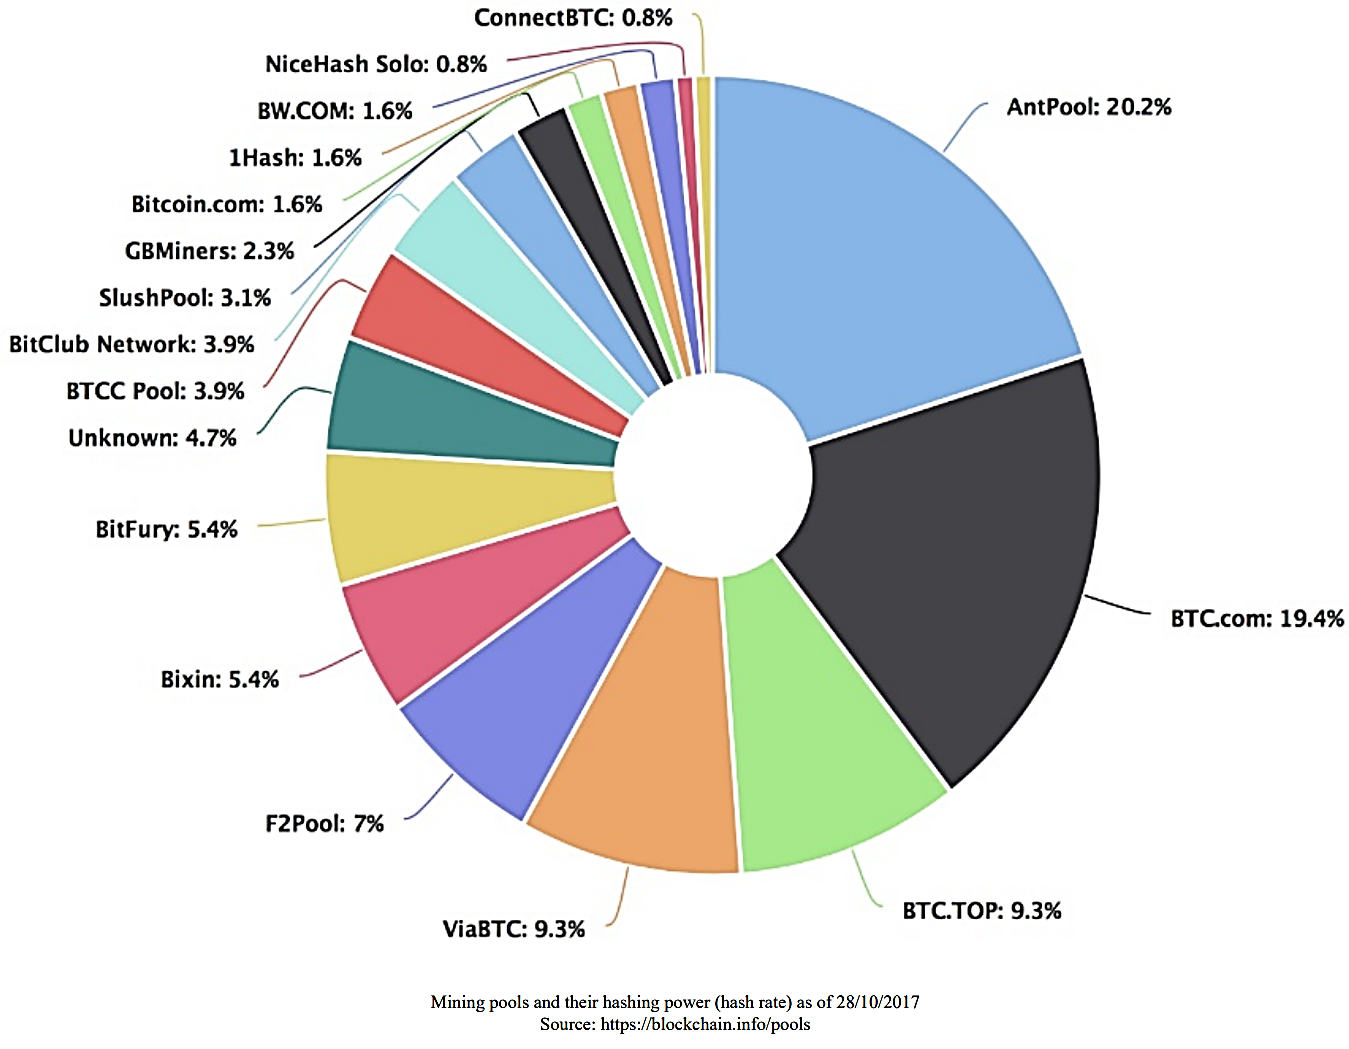 ConnectBTC: 0.8%
NiceHash Solo: 0.8%
BW.COM: 1.6%
1Hash: 1.6%
Bitcoin.com: 1.6%
GBMiners: 2.3%
SlushPool: 3.1%
BitClub Network: 3.9%
BTCC Pool: 3.9%
Unknown: 4.7%
BitFury: 5.4%
Bixin: 5.4%
F2Pool: 7%
ViaBTC: 9.3%
BTC.TOP: 9.3%
BTC.com: 19.4%
AntPool: 20.2%
Mining pools and their hashing power (hash rate) as of 28/10/2017
Source: https://blockchain.info/pools